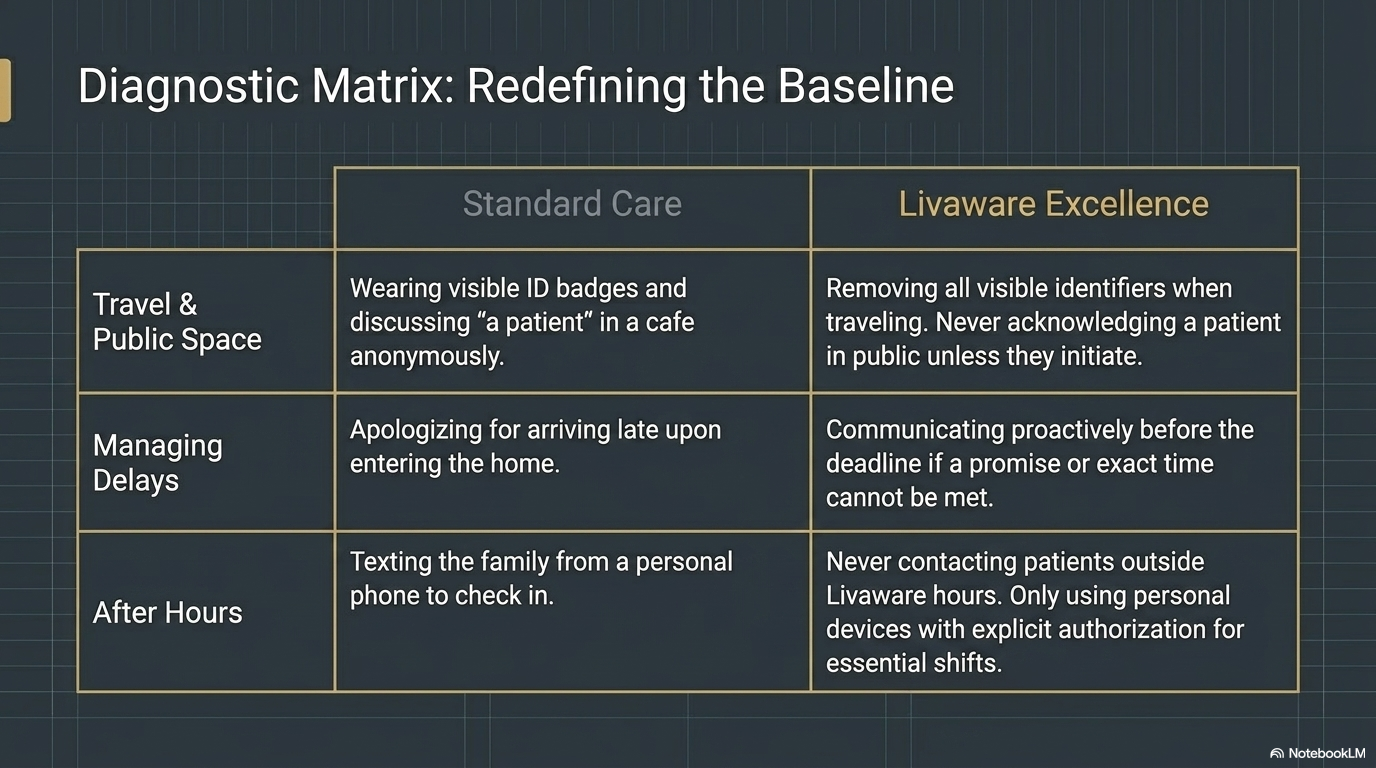 Diagnostic Matrix: Redefining the Baseline
Standard Care
Livaware Excellence
Travel &
Public Space
Wearing visible ID badges and
discussing “a patient” in a cafe
anonymously.
Removing all visible identifiers when
traveling. Never acknowledging a patient
in public unless they initiate.
Managing
Delays
Apologizing for arriving late upon
entering the home.
Communicating proactively before the
deadline if a promise or exact time
cannot be met.
After Hours
Texting the family from a personal
phone to check in.
Never contacting patients outside
Livaware hours. Only using personal
devices with explicit authorization for
essential shifts.
NotebookLM